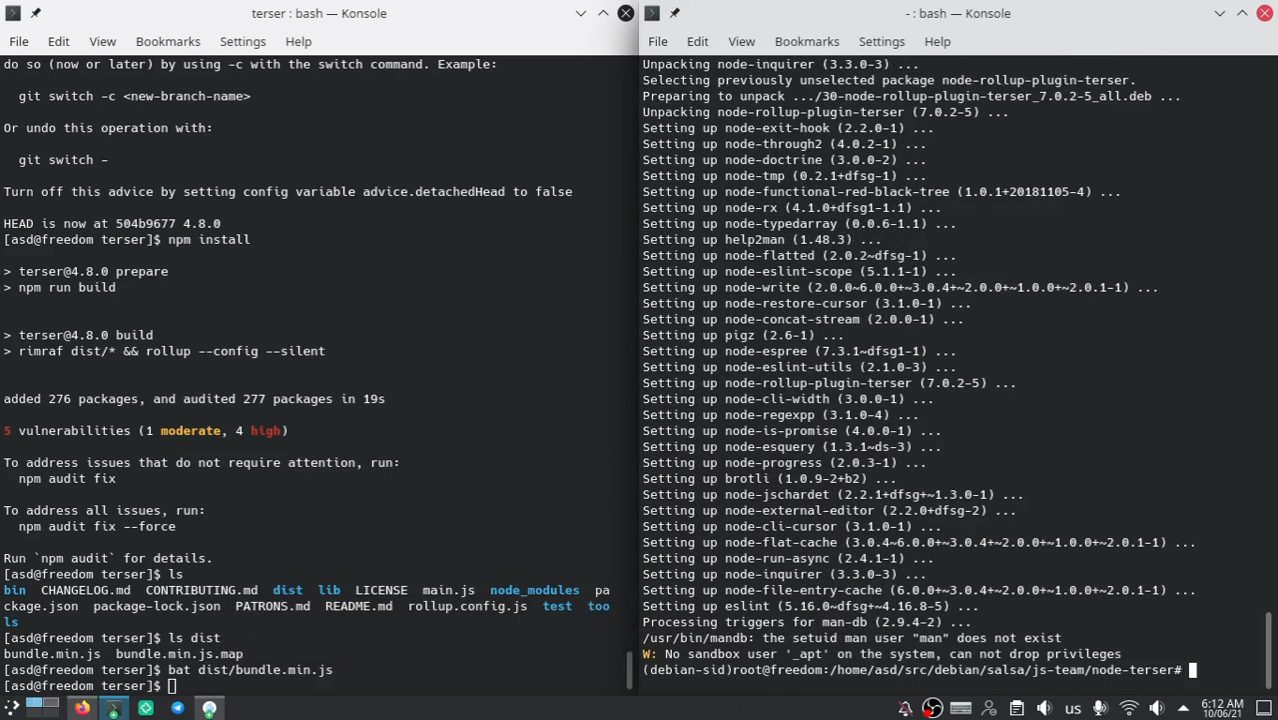 terser : bash — Konsole
File Edit View Bookmarks Settings Help
do so (now or later) by using -c with the switch command. Example:
git switch -c <new-branch-name>
Or undo this operation with:
git switch -
Turn off this advice by setting config variable advice.detachedHead to false
HEAD is now at 504b9677 4.8.0
[asd@freedom terser]$ npm install
> terser@4.8.0 prepare
> npm run build
> terser@4.8.0 build
> rimraf dist/* && rollup --config --silent
added 276 packages, and audited 277 packages in 19s
5 vulnerabilities (1 moderate, 4 high)
To address issues that do not require attention, run:
npm audit fix
To address all issues, run:
npm audit fix --force
Run `npm audit` for details.
[asd@freedom terser]$ ls
bin CHANGELOG.md CONTRIBUTING.md dist lib LICENSE main.js node_modules pa
ckage.json package-lock.json PATRONS.md README.md rollup.config.js test too
ls
[asd@freedom terser]$ ls dist
bundle.min.js bundle.min.js.map
[asd@freedom terser]$ bat dist/bundle.min.js
[asd@freedom terser]$
- : bash — Konsole
File Edit View Bookmarks Settings Help
Unpacking node-inquirer (3.3.0-3) ...
Selecting previously unselected package node-rollup-plugin-terser.
Preparing to unpack .../30-node-rollup-plugin-terser_7.0.2-5_all.deb ...
Unpacking node-rollup-plugin-terser (7.0.2-5) ...
Setting up node-exit-hook (2.2.0-1) ...
Setting up node-through2 (4.0.2-1) ...
Setting up node-doctrine (3.0.0-2) ...
Setting up node-tmp (0.2.1+dfsg-1) ...
Setting up node-functional-red-black-tree (1.0.1+20181105-4) ...
Setting up node-rx (4.1.0+dfsg1-1.1) ...
Setting up node-typedarray (0.0.6-1.1) ...
Setting up help2man (1.48.3) ...
Setting up node-flatted (2.0.2~dfsg-1) ...
Setting up node-eslint-scope (5.1.1-1) ...
Setting up node-write (2.0.0~6.0.0+~3.0.4+~2.0.0+~1.0.0+~2.0.1-1) ...
Setting up node-restore-cursor (3.1.0-1) ...
Setting up node-concat-stream (2.0.0-1) ...
Setting up pigz (2.6-1) ...
Setting up node-espree (7.3.1~dfsg1-1) ...
Setting up node-eslint-utils (2.1.0-3) ...
Setting up node-rollup-plugin-terser (7.0.2-5) ...
Setting up node-cli-width (3.0.0-1) ...
Setting up node-regexpp (3.1.0-4) ...
Setting up node-is-promise (4.0.0-1) ...
Setting up node-esquery (1.3.1~ds-3) ...
Setting up node-progress (2.0.3-1) ...
Setting up brotli (1.0.9-2+b2) ...
Setting up node-jschardet (2.2.1+dfsg+~1.3.0-1) ...
Setting up node-external-editor (2.2.0+dfsg-2) ...
Setting up node-cli-cursor (3.1.0-1) ...
Setting up node-flat-cache (3.0.4~6.0.0+~3.0.4+~2.0.0+~1.0.0+~2.0.1-1) ...
Setting up node-run-async (2.4.1-1) ...
Setting up node-inquirer (3.3.0-3) ...
Setting up node-file-entry-cache (6.0.0+~3.0.4+~2.0.0+~1.0.0+~2.0.1-1) ...
Setting up eslint (5.16.0~dfsg+~4.16.8-5) ...
Processing triggers for man-db (2.9.4-2) ...
/usr/bin/mandb: the setuid man user "man" does not exist
W: No sandbox user '_apt' on the system, can not drop privileges
(debian-sid)root@freedom:/home/asd/src/debian/salsa/js-team/node-terser#
us
6:12 AM
10/06/21